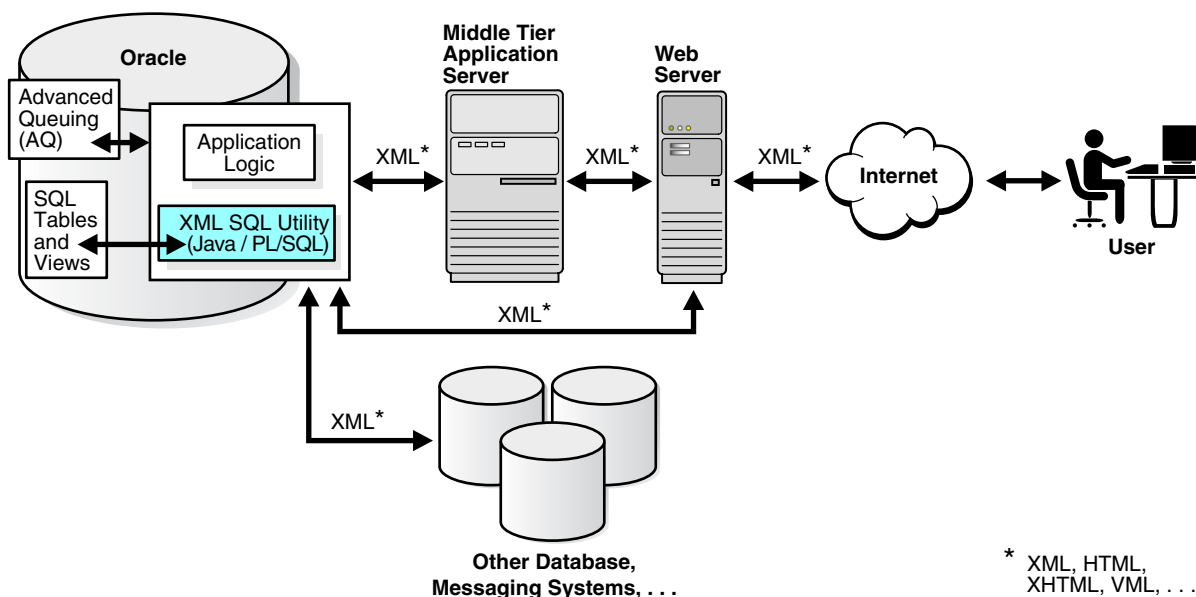 Oracle
Advanced
Queuing
(AQ)
Application
Logic
SQL
Tables
and
Views
XML SQL Utility
(Java / PL/SQL)
XML*
Middle Tier
Application
Server
XML*
Web
Server
XML*
Internet
User
XML*
XML*
Other Database,
Messaging Systems, . . .
* XML, HTML,
XHTML, VML, . . .